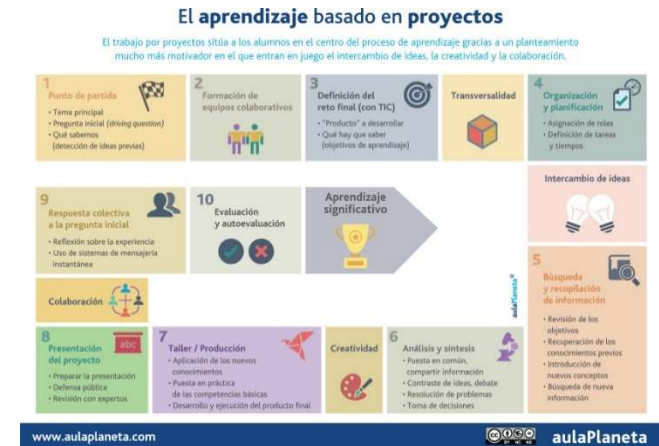 El aprendizaje basado en proyectos
El trabajo por proyectos sitúa a los alumnos en el centro del proceso de aprendizaje gracias a un planteamiento
mucho más motivador en el que entran en juego el intercambio de ideas, la creatividad y la colaboración.
1
Punto de partida
• Tema principal
• Pregunta inicial (driving question)
• Qué sabemos
(detección de ideas previas)
2
Formación de
equipos colaborativos
3
Definición del
reto final (con TIC)
• "Producto" a desarrollar
• Qué hay que saber
(objetivos de aprendizaje)
Transversalidad
4
Organización
y planificación
• Asignación de roles
• Definición de tareas
y tiempos
Intercambio de ideas
5
Búsqueda
y recopilación
de información
• Revisión de los
objetivos
• Recuperación de los
conocimientos previos
• Introducción de
nuevos conceptos
• Búsqueda de nueva
información
6
Análisis y síntesis
• Puesta en común,
compartir información
• Contraste de ideas, debate
• Resolución de problemas
• Toma de decisiones
Creatividad
7
Taller / Producción
• Aplicación de los nuevos
conocimientos
• Puesta en práctica
de las competencias básicas
• Desarrollo y ejecución del producto final
8
Presentación
del proyecto
• Preparar la presentación
• Defensa pública
• Revisión con expertos
abc
Colaboración
9
Respuesta colectiva
a la pregunta inicial
• Reflexión sobre la experiencia
• Uso de sistemas de mensajería
instantánea
10
Evaluación
y autoevaluación
Aprendizaje
significativo
aulaPlaneta
www.aulaplaneta.com
aulaPlaneta